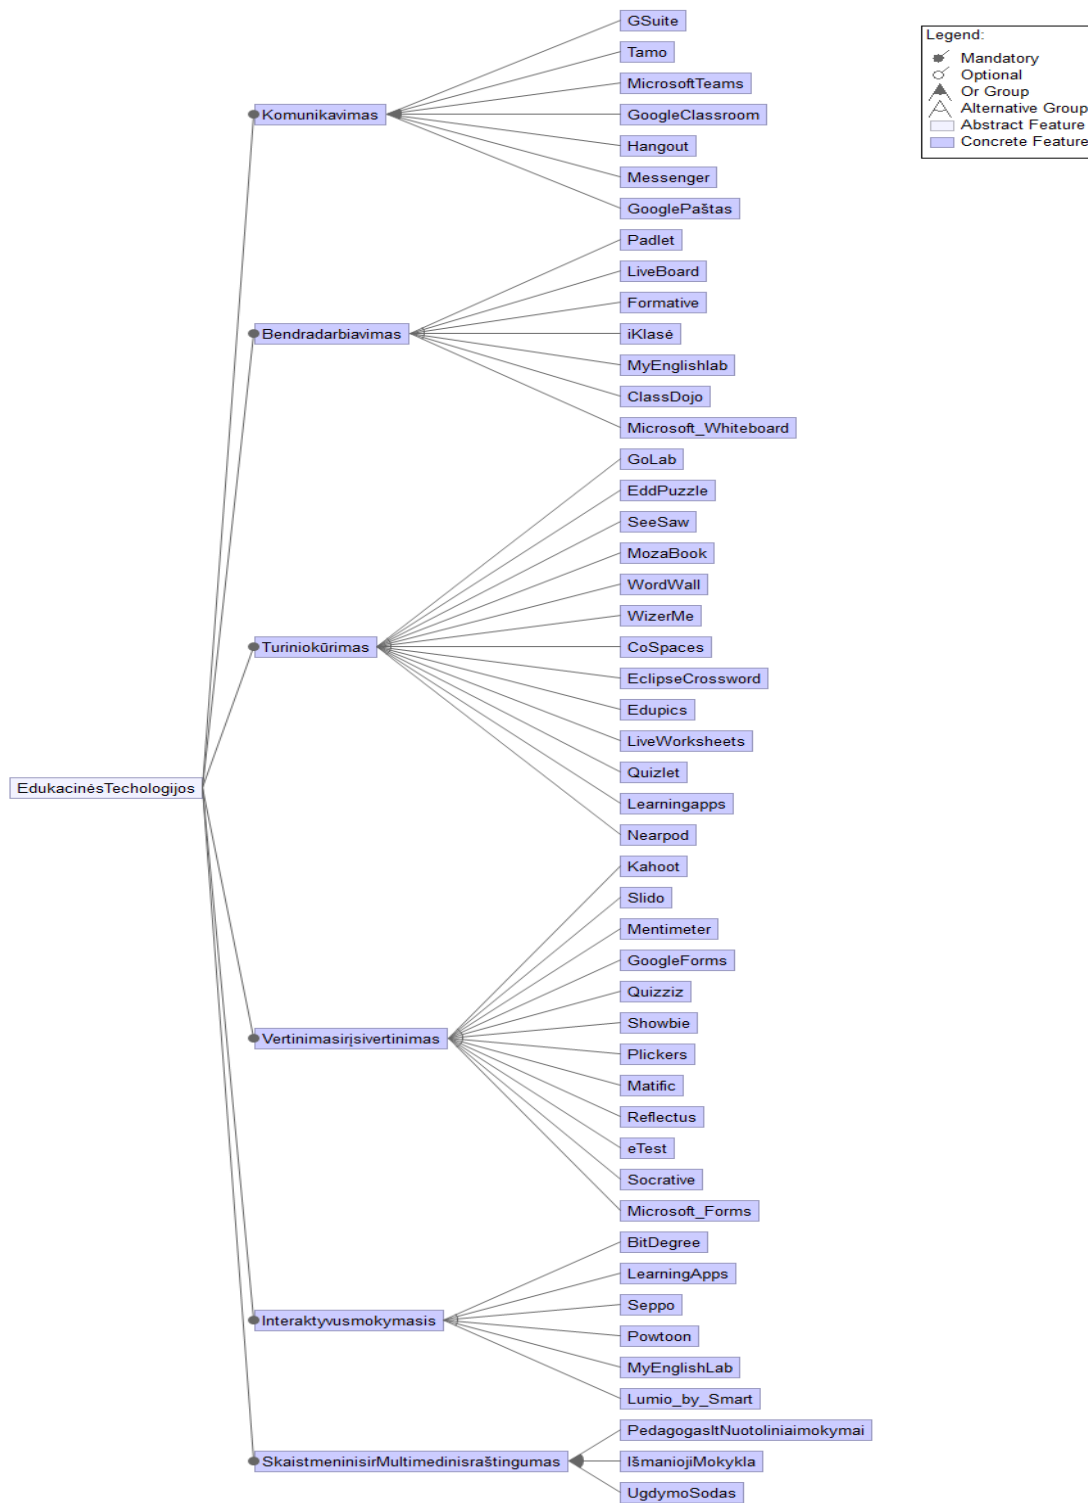 GSuite
Tamo
MicrosoftTeams
Komunikavimas
GoogleClassroom
Hangout
Messenger
GooglePaštas
Padlet
LiveBoard
Formative
Bendradarbiavimas
iKlasė
MyEnglishlab
ClassDojo
Microsoft_Whiteboard
GoLab
EddPuzzle
SeeSaw
MozaBook
WordWall
WizerMe
Turiniokūrimas
CoSpaces
EclipseCrossword
Edupics
LiveWorksheets
Quizlet
EdukacinėsTechologijos
Learningapps
Nearpod
Kahoot
Slido
Mentimeter
GoogleForms
Quizziz
Showbie
Vertinimasirįsivertinimas
Plickers
Matific
Reflectus
eTest
Socrative
Microsoft_Forms
BitDegree
LearningApps
Seppo
Interaktyvusmokymasis
Powtoon
MyEnglishLab
Lumio_by_Smart
PedagogasItNuotoliniaimokymai
SkaistmeninisirMultimedinisraštingumas
IšmaniojiMokykla
UgdymoSodas
Legend:
Mandatory
Optional
Or Group
Alternative Group
Abstract Feature
Concrete Feature